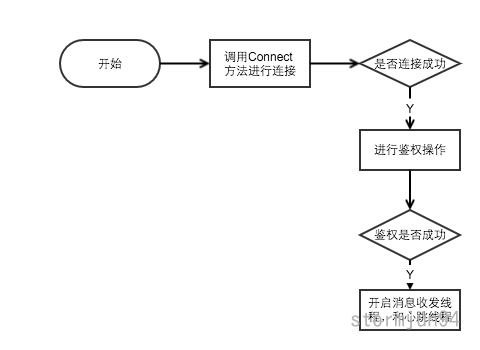 开始
调用Connect
方法进行连接
是否连接成功
Y
进行鉴权操作
鉴权是否成功
Y
开启消息收发线
程，和心跳线程